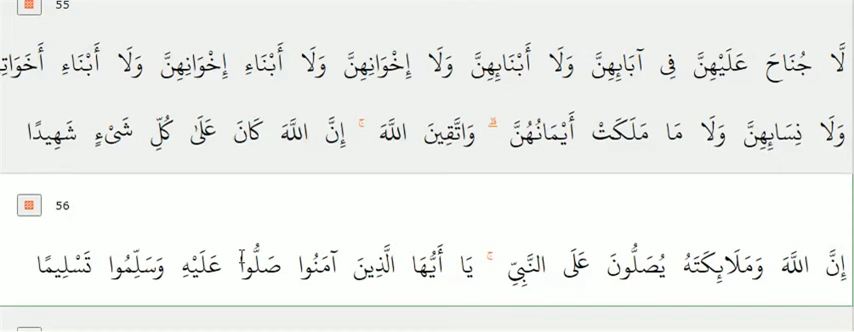 55
لَّا جُنَاحَ عَلَيْهِنَّ فِى آبَائِهِنَّ وَلَا أَبْنَائِهِنَّ وَلَا إِخْوَانِهِنَّ وَلَا أَبْنَاءِ إِخْوَانِهِنَّ وَلَا أَبْنَاءِ
وَلَا نِسَائِهِنَّ وَلَا مَا مَلَكَتْ أَيْمَانُهُنَّ ۗ وَاتَّقِينَ اللَّهَ ۚ إِنَّ اللَّهَ كَانَ عَلَىٰ كُلِّ شَىْءٍ شَهِيدًا
56
إِنَّ اللَّهَ وَمَلَائِكَتَهُ يُصَلُّونَ عَلَى النَّبِىِّ ۚ يَا أَيُّهَا الَّذِينَ آمَنُوا صَلُّوا عَلَيْهِ وَسَلِّمُوا تَسْلِيمًا